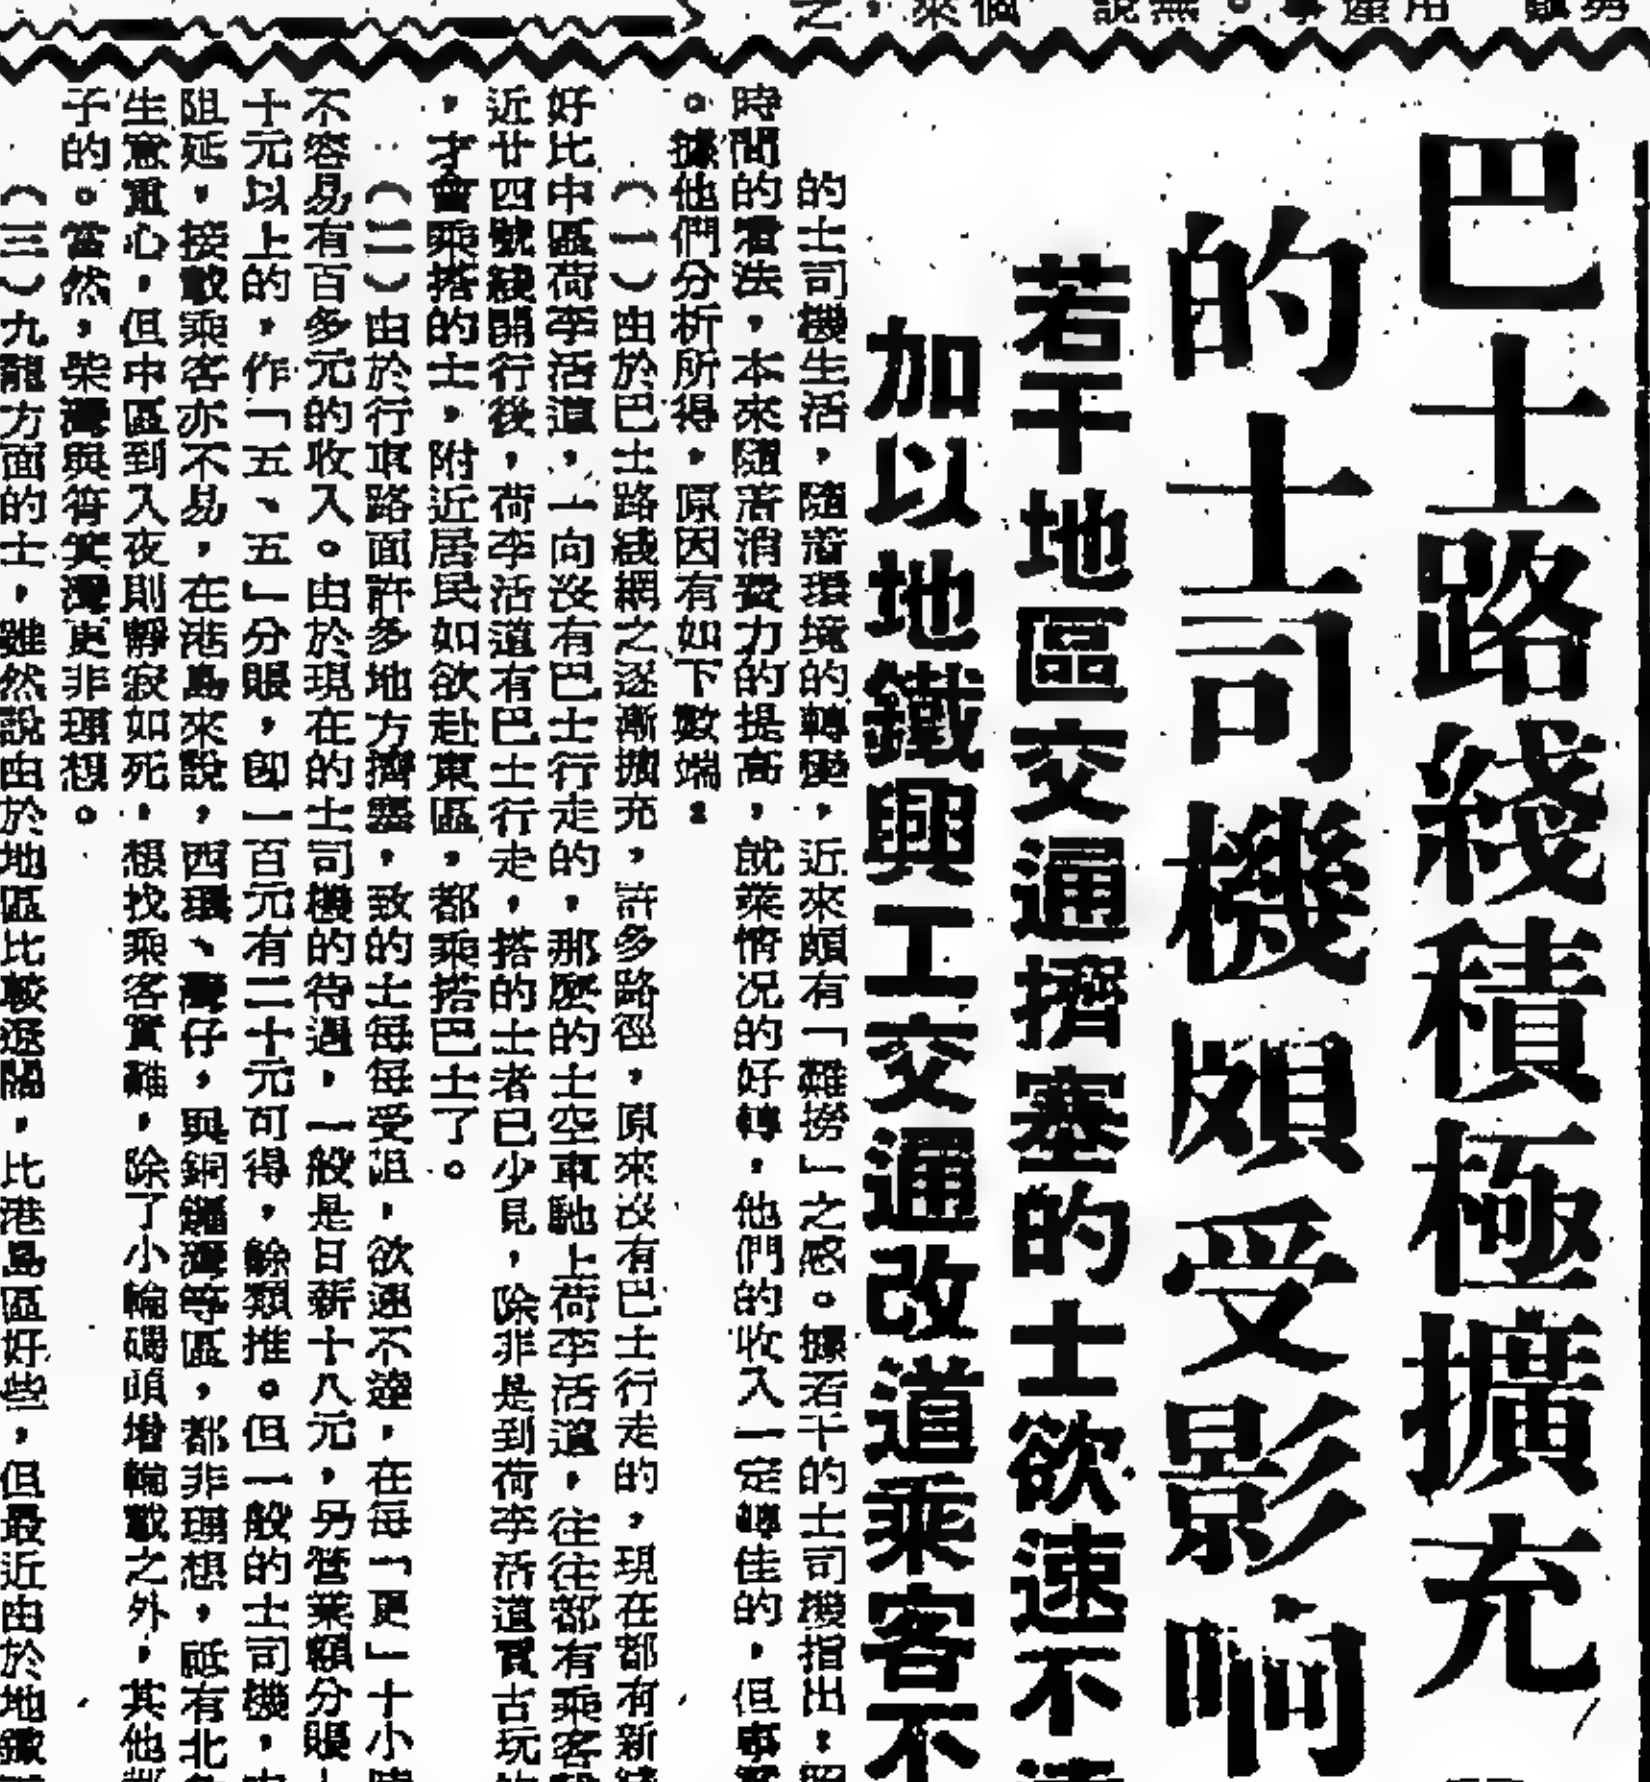 巴士路綫積極擴充
的士司機頗受影响
若干地區交通擠塞的士欲速不
加以地鐵興工交通改道乘客不
的士司機生活，隨着環境的轉變，近來頗有「難撈」之感。據若干的士司機指出，照
時間的看法，本來隨着消費力的提高，就業情况的好轉，他們的收入一定轉佳的，但事實
。據他們分析所得，原因有如下數端：
（一）由於巴士路綫網之逐漸擴充，許多路徑，原來沒有巴士行走的，現在都有新綫
好比中區荷李活道，一向沒有巴士行走的，那麽的士空車馳上荷李活道，往往都有乘客
近廿四號綫開行後，荷李活道有巴士行走，搭的士者已少見，除非是到荷李活道買古玩
，才會乘搭的士，附近居民如欲赴東區，都乘搭巴士了。
（二）由於行車路面許多地方擠塞，致的士每每受阻，欲速不達，在每「更」十小時
不容易有百多元的收入。由於現在的士司機的待遇，一般是日薪十八元，另營業額分賬
十元以上的，作「五、五」分賬，卽一百元有二十元可得，餘類推。但一般的士司機，
阻延，接載乘客亦不易，在港島來說，西環、灣仔，與銅鑼灣等區，都非理想，祗有北
生意重心，但中區到入夜則靜寂如死，想找乘客實難，除了小輪碼頭增輪載之外，其他
子的。當然，柴灣與筲箕灣更非理想。
（三）九龍方面的士，雖然說由於地區比較遼闊，比港島區好些，但最近由於地鐵